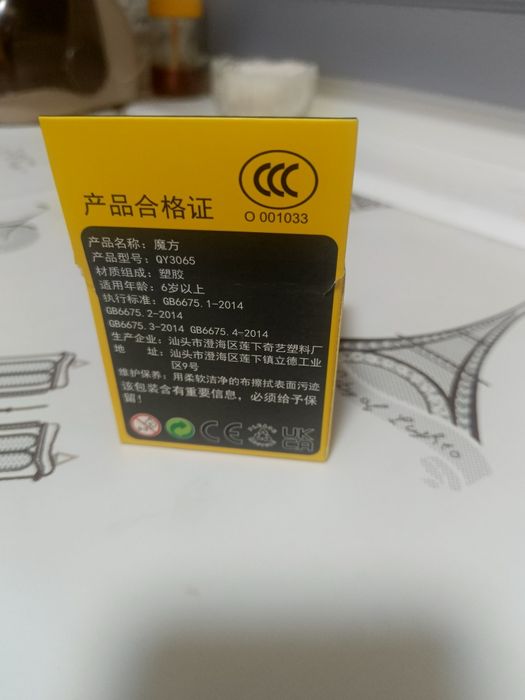 CCC
O 001033
产品合格证
产品名称：魔方
产品型号：QY3065
材质组成：塑胶
适用年龄：6岁以上
执行标准：GB6675.1-2014
GB6675.2-2014
GB6675.3-2014 GB6675.4-2014
生产企业：汕头市澄海区莲下奇艺塑料厂
地　址：汕头市澄海区莲下镇立德工业
区9号
维护保养：用柔软洁净的布擦拭表面污迹
该包装含有重要信息，必须给予保
留！
CE
UK
CA
of